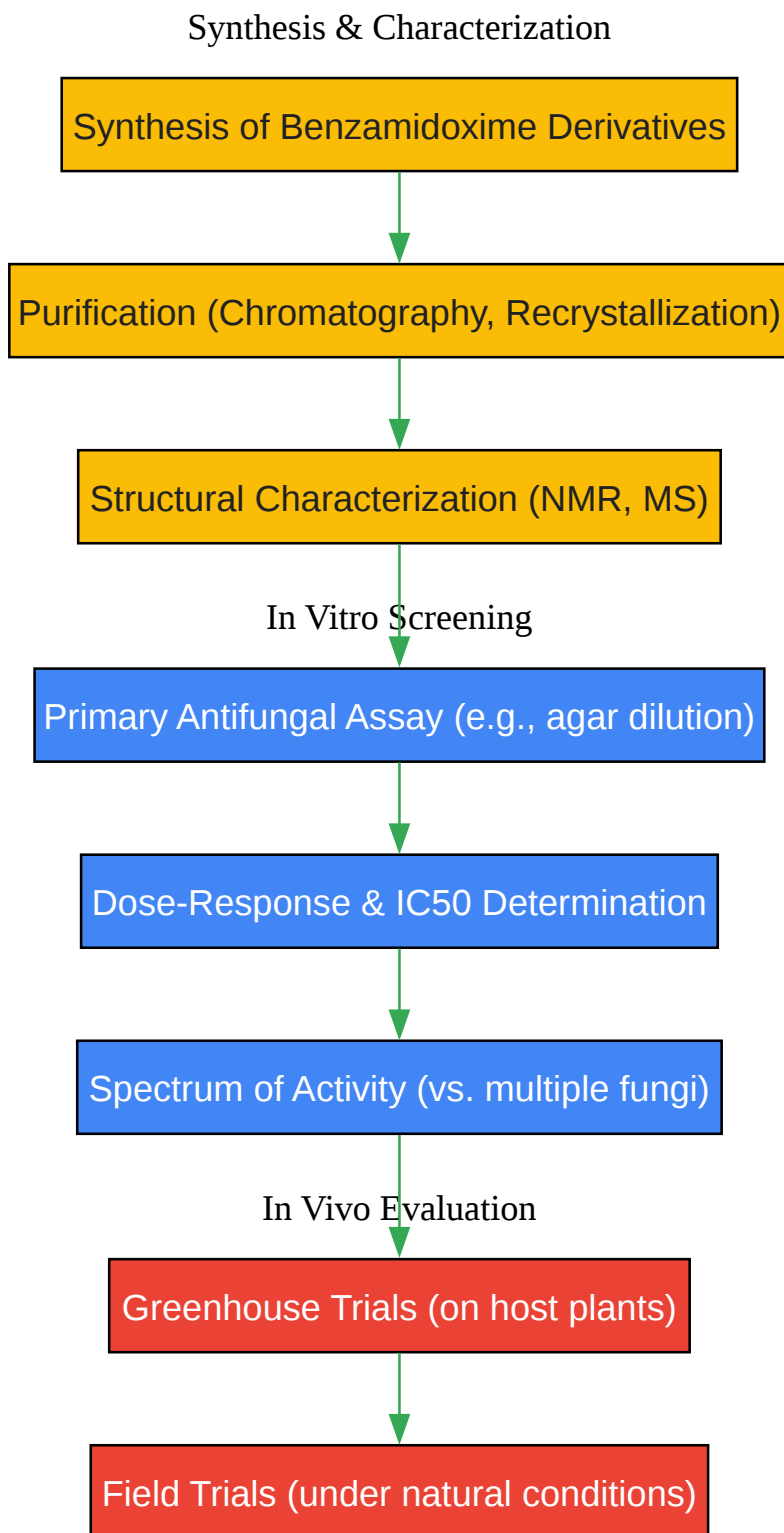 Synthesis & Characterization
Synthesis of Benzamidoxime Derivatives
Purification (Chromatography, Recrystallization)
Structural Characterization (NMR, MS)
In Vitro Screening
Primary Antifungal Assay (e.g., agar dilution)
Dose-Response & IC50 Determination
Spectrum of Activity (vs. multiple fungi)
In Vivo Evaluation
Greenhouse Trials (on host plants)
Field Trials (under natural conditions)